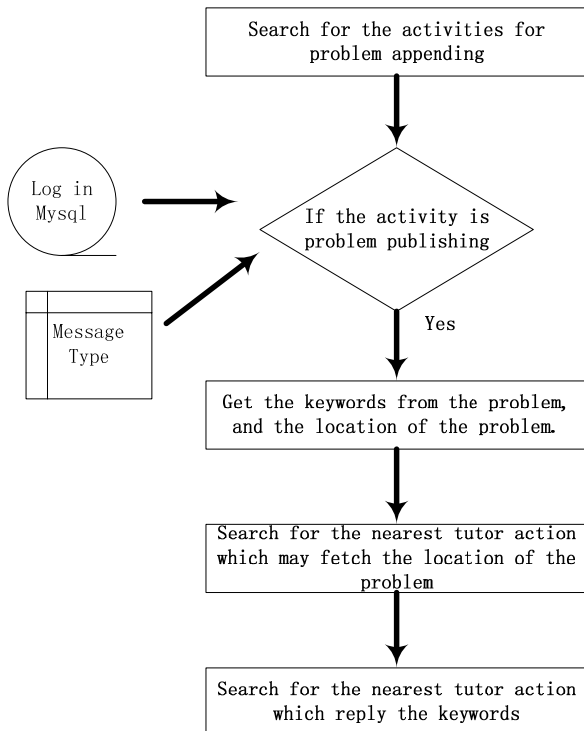 Search for the activities for
problem appending
Log in
Mysql
If the activity is
problem publishing
Message
Type
Yes
Get the keywords from the problem,
and the location of the problem.
Search for the nearest tutor action
which may fetch the location of the
problem
Search for the nearest tutor action
which reply the keywords